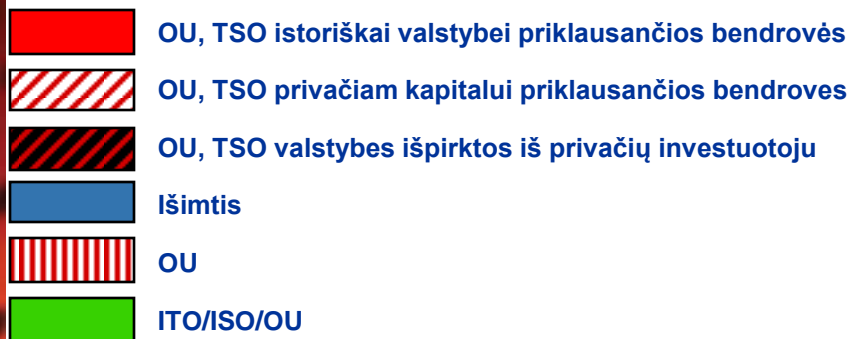 OU, TSO istoriškai valstybei priklausančios bendrovės
OU, TSO privačiam kapitalui priklausančios bendroves
OU, TSO valstybes išpirktos iš privačių investuotoju
Išimtis
OU
ITO/ISO/OU